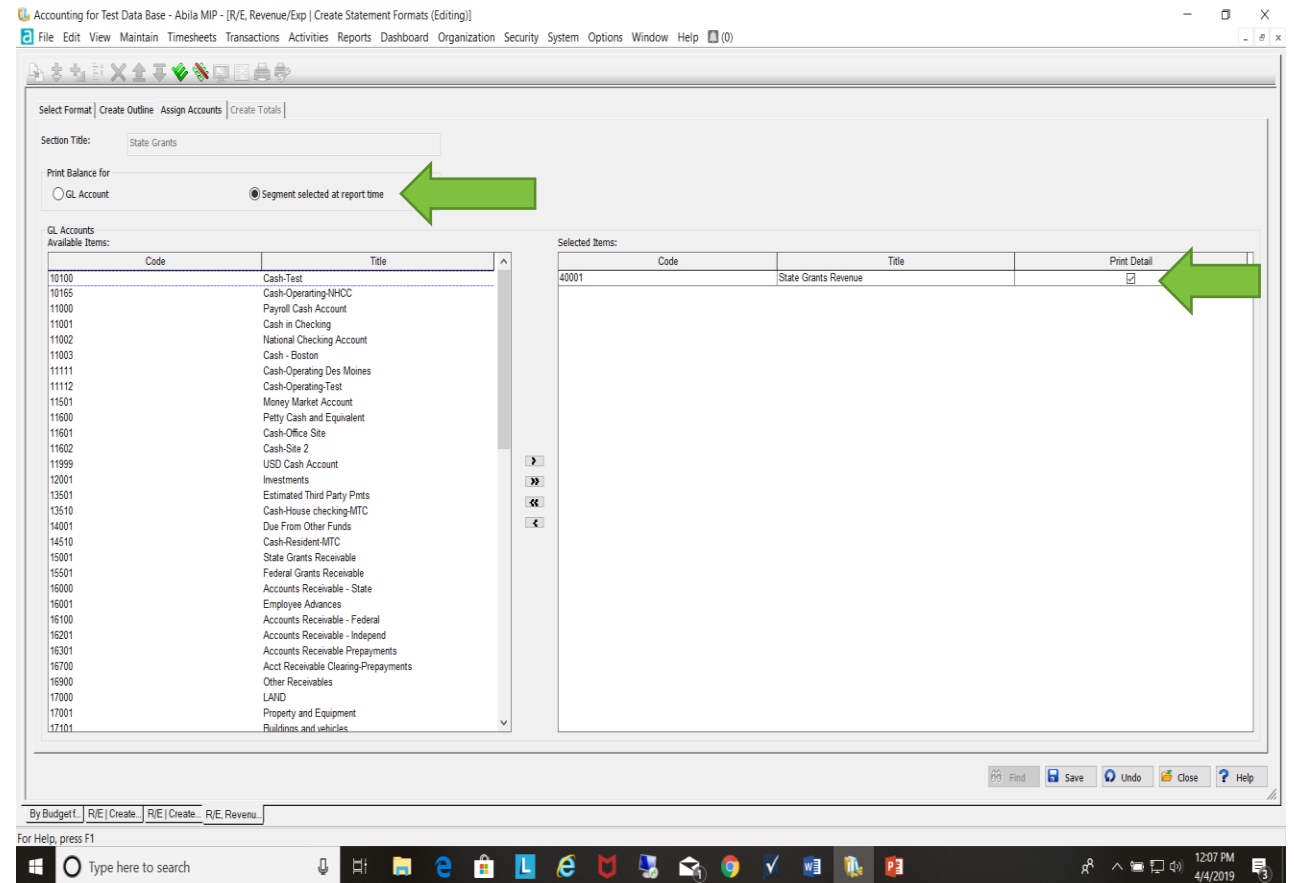 Accounting for Test Data Base - Abila MIP - [R/E, Revenue/Exp | Create Statement Formats (Editing)]
File Edit View Maintain Timesheets Transactions Activities Reports Dashboard Organization Security System Options Window Help (0)
Select Format Create Outline Assign Accounts Create Totals
Section Title: State Grants
Print Balance for
GL Account Segment selected at report time
GL Accounts
Available Items: Selected Items:
Code Title Code Title Print Detail
10100 Cash-Test 40001 State Grants Revenue
10165 Cash-Operarting-NHCC
11000 Payroll Cash Account
11001 Cash in Checking
11002 National Checking Account
11003 Cash - Boston
11111 Cash-Operating Des Moines
11112 Cash-Operating-Test
11501 Money Market Account
11600 Petty Cash and Equivalent
11601 Cash-Office Site
11602 Cash-Site 2
11999 USD Cash Account
12001 Investments
13501 Estimated Third Party Pmts
13510 Cash-House checking-MTC
14001 Due From Other Funds
14510 Cash-Resident-MTC
15001 State Grants Receivable
15501 Federal Grants Receivable
16000 Accounts Receivable - State
16001 Employee Advances
16100 Accounts Receivable - Federal
16201 Accounts Receivable - Independ
16301 Accounts Receivable Prepayments
16700 Acct Receivable Clearing-Prepayments
16900 Other Receivables
17000 LAND
17001 Property and Equipment
17101 Buildings and vehicles
Find Save Undo Close Help
By Budget f... R/E | Create... R/E | Create... R/E, Revenu...
For Help, press F1
Type here to search
12:07 PM
4/4/2019